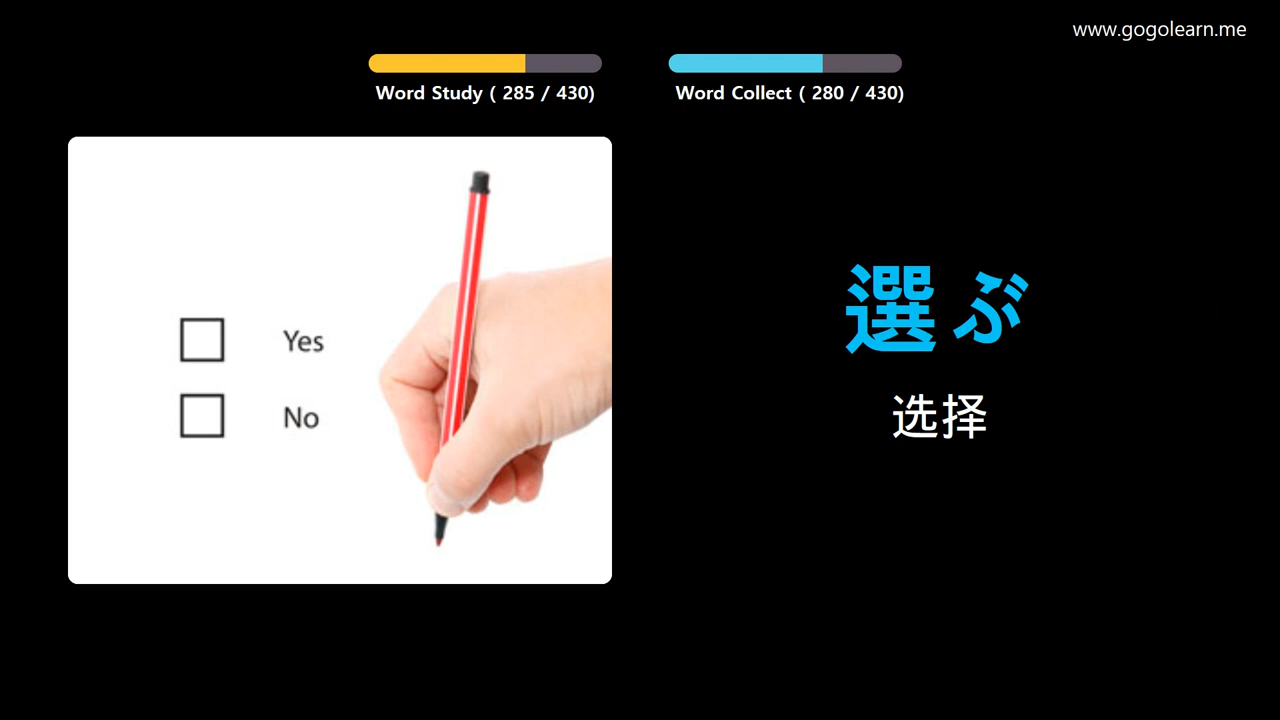 www.gogolearn.me
Word Study ( 285 / 430)
Word Collect ( 280 / 430)
Yes
No
選ぶ
选择